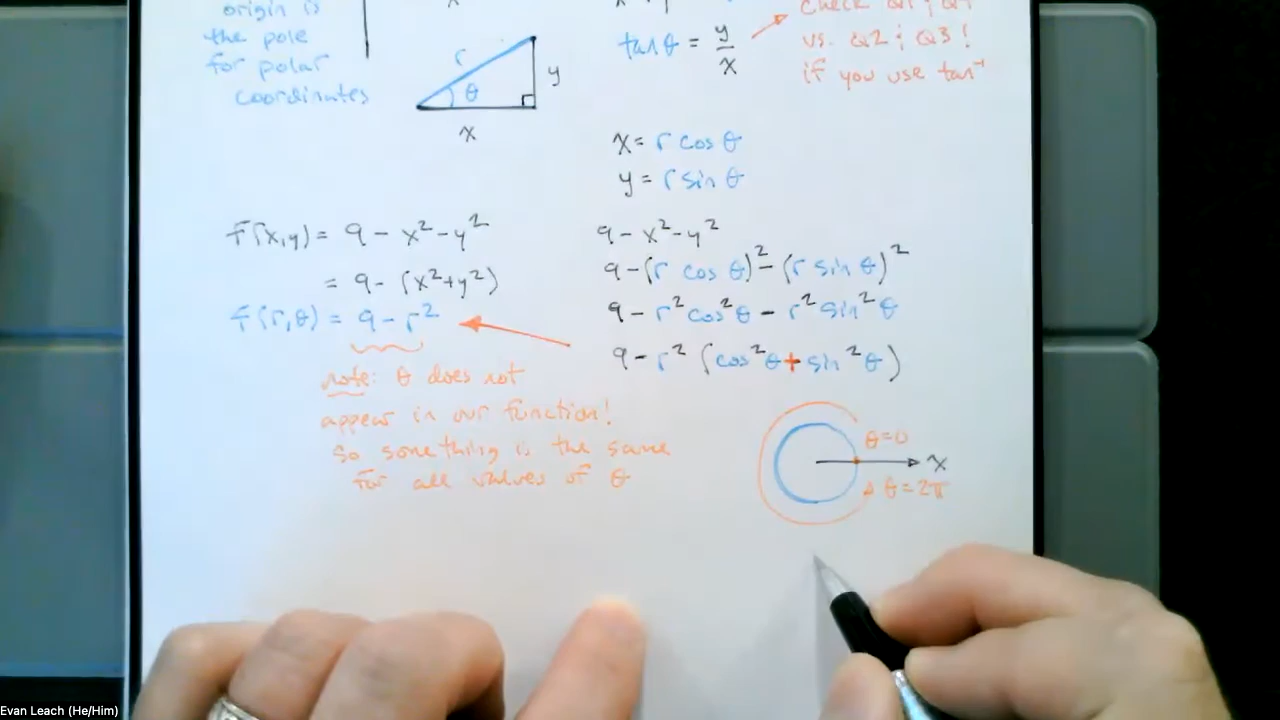 origin is
the pole
for polar
coordinates
r
θ
y
x
tan θ = y/x
check Q1 & Q4
vs. Q2 & Q3!
if you use tan⁻¹
x = r cos θ
y = r sin θ
f(x,y) = 9 - x² - y²
= 9 - (x² + y²)
f(r,θ) = 9 - r²
note: θ does not
appear in our function!
so something is the same
for all values of θ
9 - x² - y²
9 - (r cos θ)² - (r sin θ)²
9 - r² cos² θ - r² sin² θ
9 - r² (cos² θ + sin² θ)
θ = 0
x
θ = 2π
Evan Leach (He/Him)